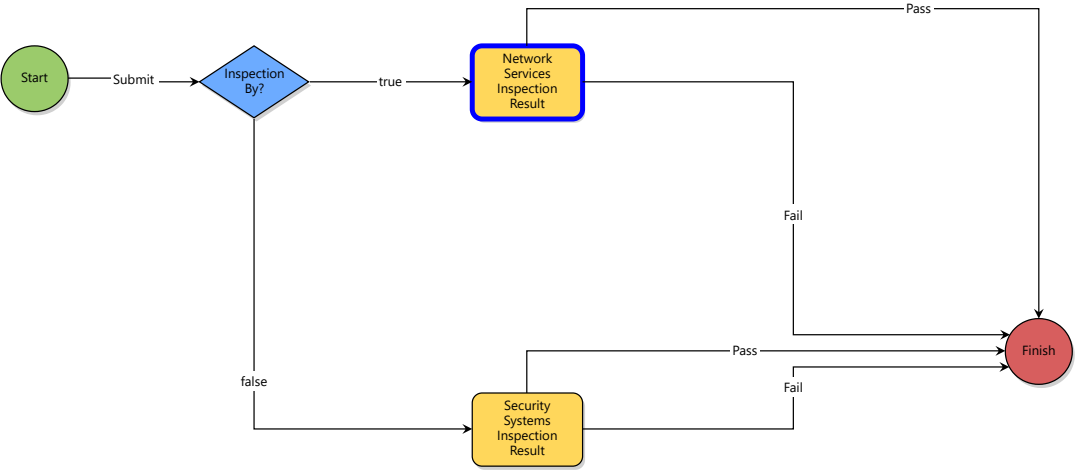 Pass
Start
Submit
Inspection
By?
true
Network
Services
Inspection
Result
Fail
Finish
Pass
false
Fail
Security
Systems
Inspection
Result